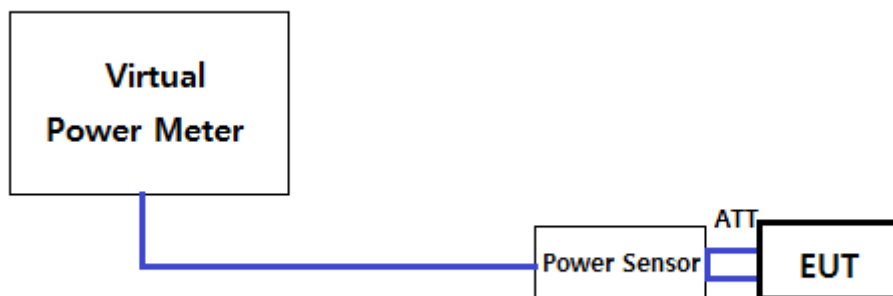 Virtual
Power Meter
ATT
Power Sensor
EUT